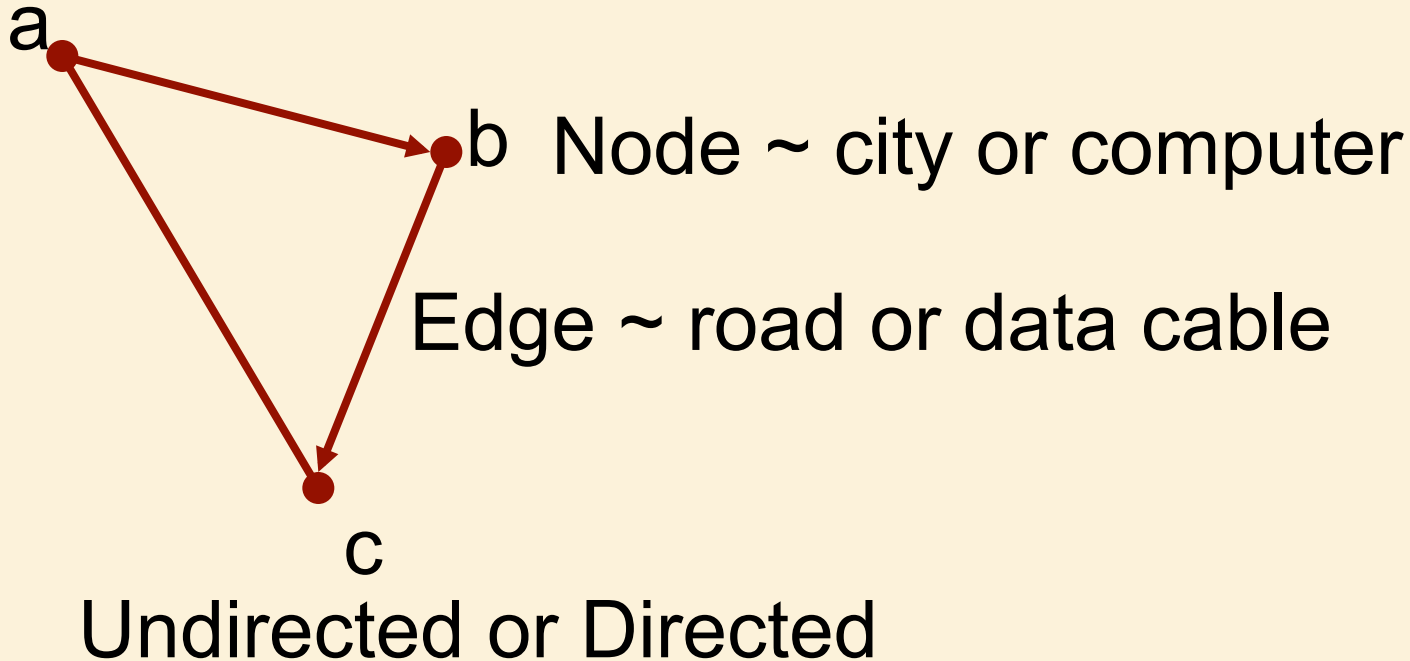 a
b Node ~ city or computer
Edge ~ road or data cable
c
Undirected or Directed